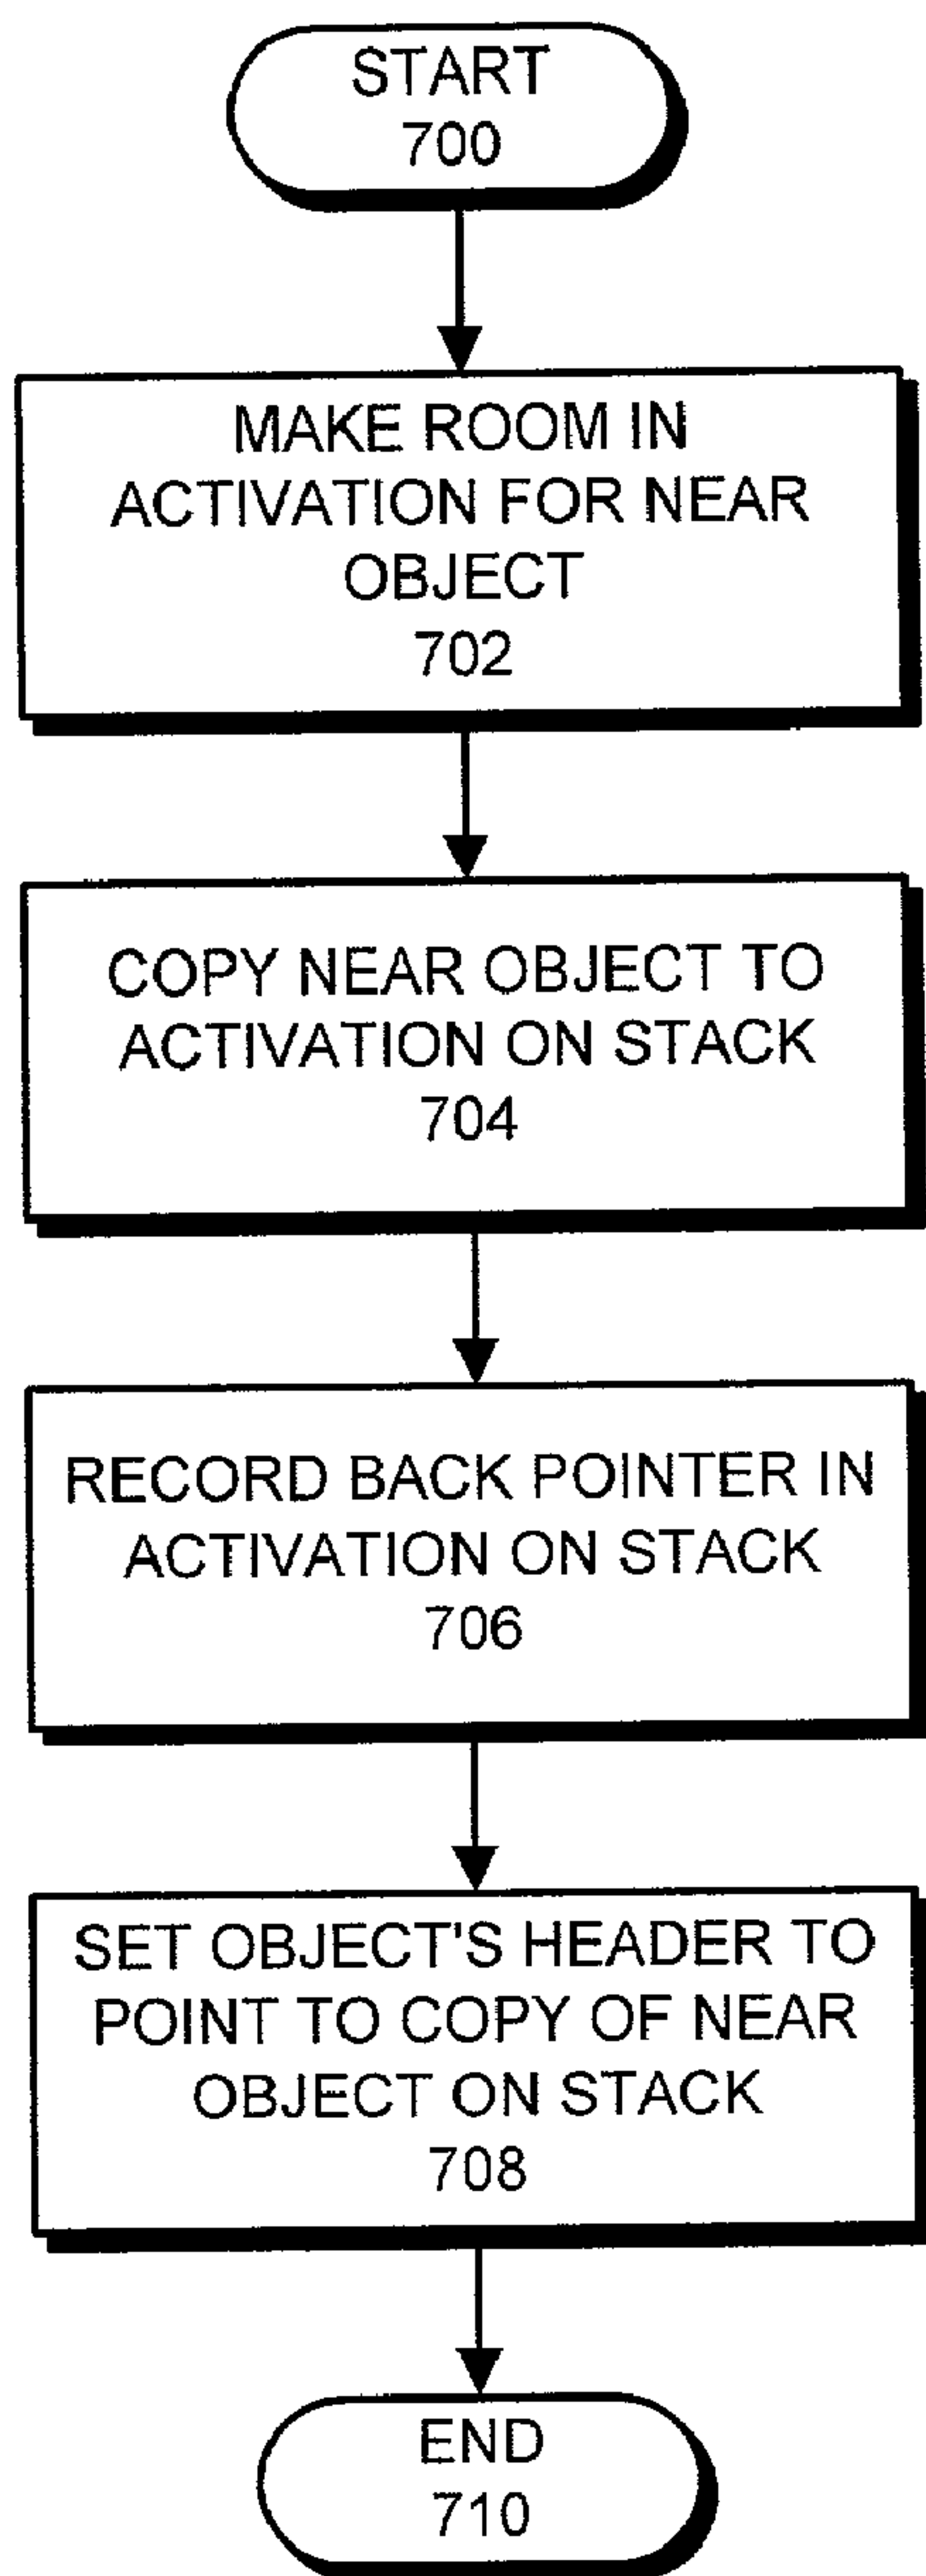 START
700
MAKE ROOM IN
ACTIVATION FOR NEAR
OBJECT
702
COPY NEAR OBJECT TO
ACTIVATION ON STACK
704
RECORD BACK POINTER IN
ACTIVATION ON STACK
706
SET OBJECT'S HEADER TO
POINT TO COPY OF NEAR
OBJECT ON STACK
708
END
710